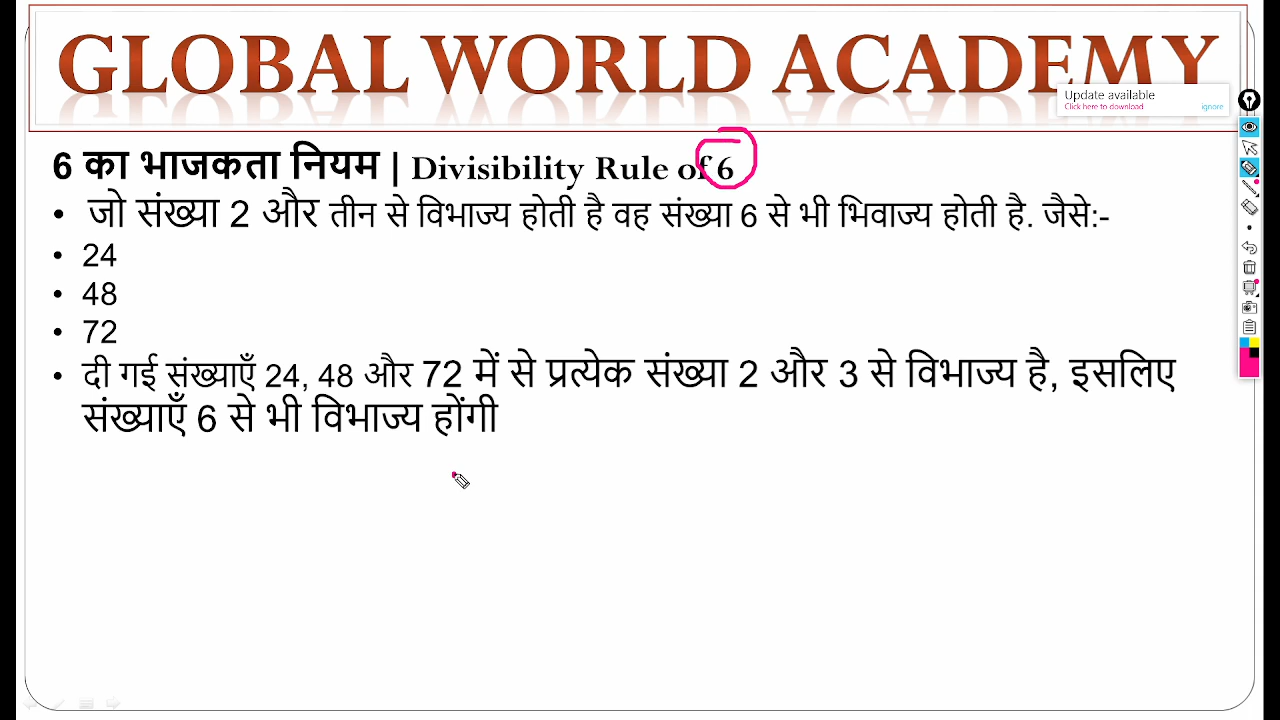 GLOBAL WORLD ACADEMY
Update available
Click here to download ignore
6 का भाजकता नियम | Divisibility Rule of 6
• जो संख्या 2 और तीन से विभाज्य होती है वह संख्या 6 से भी भिवाज्य होती है. जैसे:-
• 24
• 48
• 72
• दी गई संख्याएँ 24, 48 और 72 में से प्रत्येक संख्या 2 और 3 से विभाज्य है, इसलिए
संख्याएँ 6 से भी विभाज्य होंगी